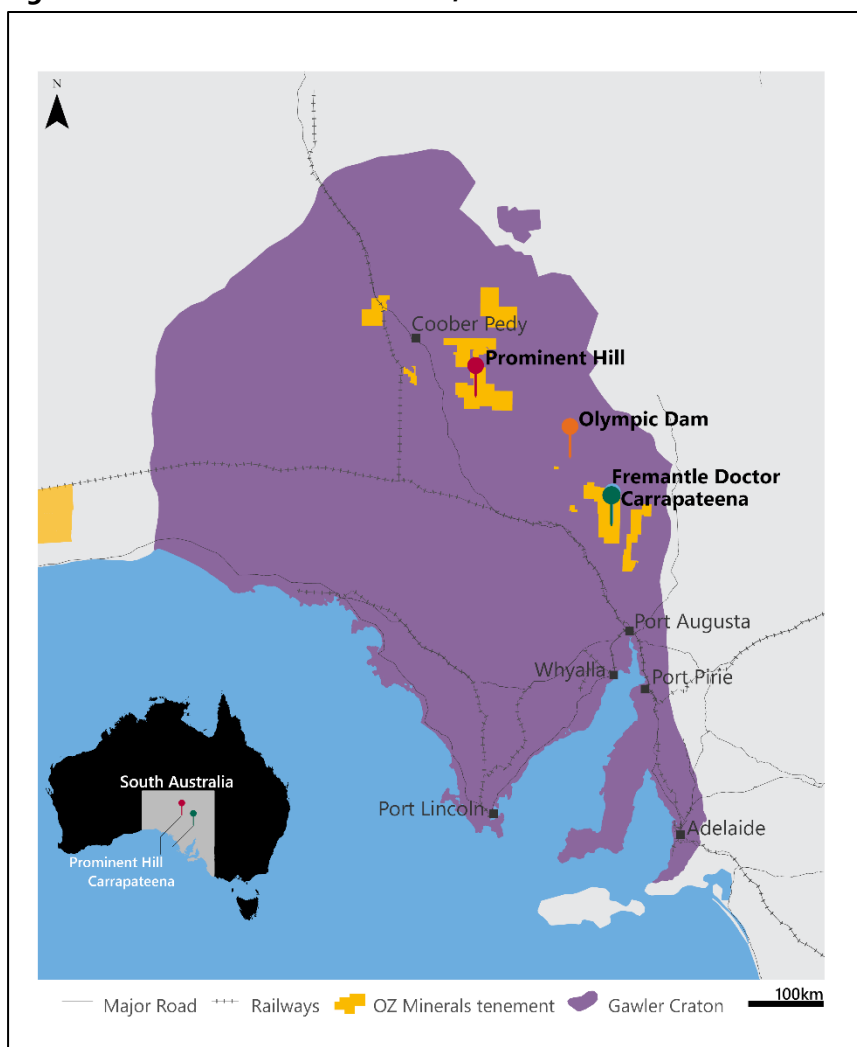 N
Coober Pedy
Prominent Hill
Olympic Dam
Fremantle Doctor
Carrapateena
Port Augusta
Whyalla
Port Pirie
South Australia
Port Lincoln
Adelaide
Prominent Hill
Carrapateena
Major Road
Railways
OZ Minerals tenement
Gawler Craton
100km